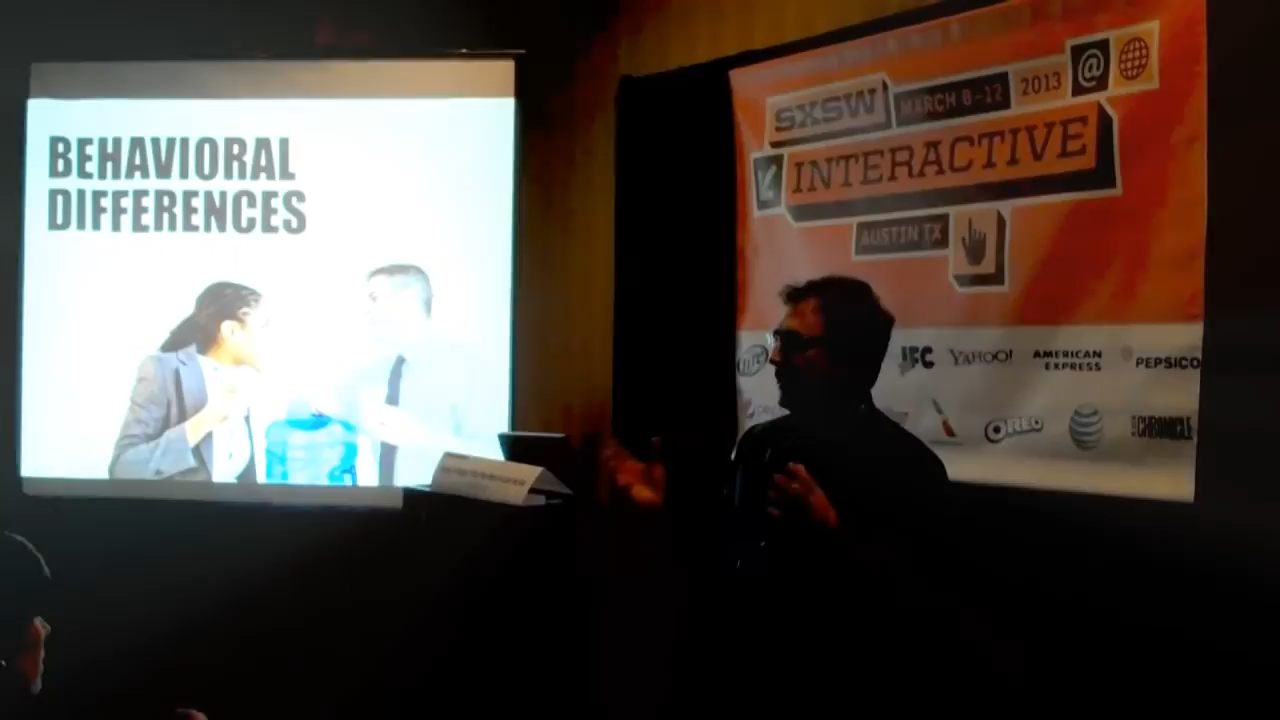 BEHAVIORAL
DIFFERENCES
SXSW
MARCH 8-12
2013
@
INTERACTIVE
AUSTIN TX
IFC
YAHOO!
AMERICAN
EXPRESS
PEPSICO
OREO
CHRONICLE